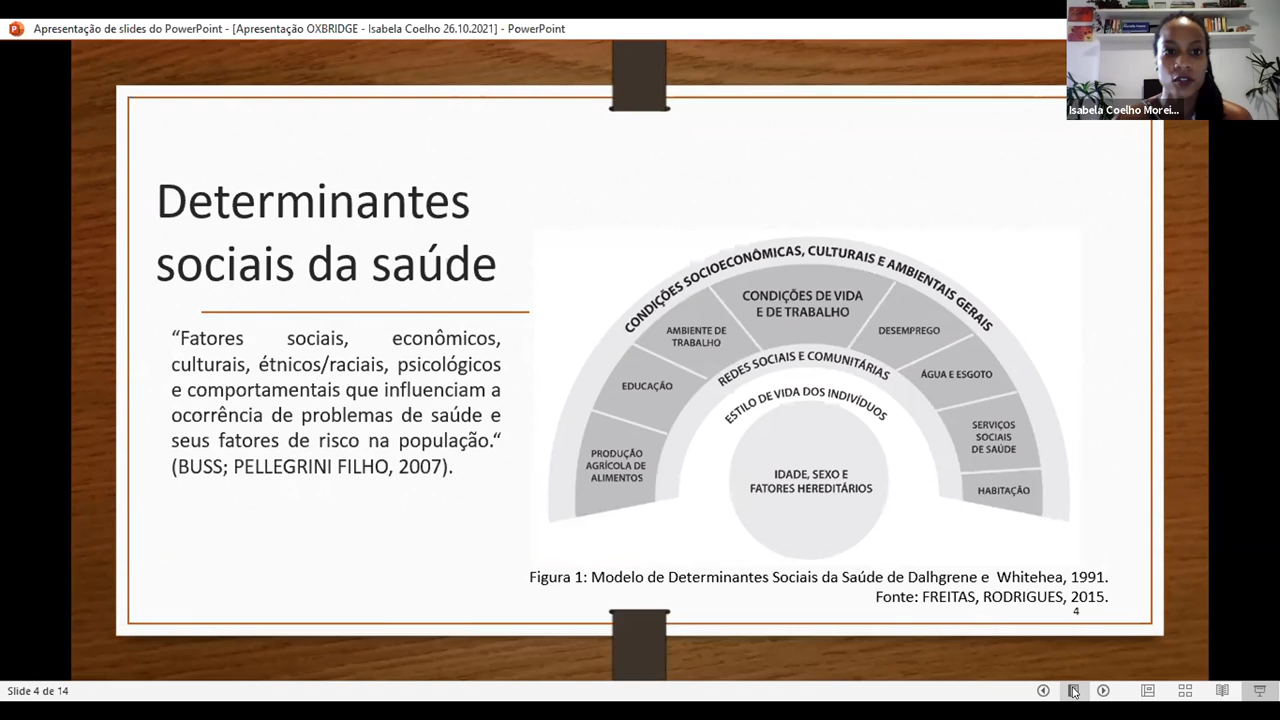 Apresentação de slides do PowerPoint - [Apresentação OXBRIDGE - Isabela Coelho 26.10.2021] - PowerPoint
Isabela Coelho Morei...
Determinantes
sociais da saúde
“Fatores sociais, econômicos,
culturais, étnicos/raciais, psicológicos
e comportamentais que influenciam a
ocorrência de problemas de saúde e
seus fatores de risco na população.“
(BUSS; PELLEGRINI FILHO, 2007).
CONDIÇÕES SOCIOECONÔMICAS, CULTURAIS E AMBIENTAIS GERAIS
CONDIÇÕES DE VIDA
E DE TRABALHO
AMBIENTE DE
TRABALHO
DESEMPREGO
REDES SOCIAIS E COMUNITÁRIAS
EDUCAÇÃO
ÁGUA E ESGOTO
ESTILO DE VIDA DOS INDIVÍDUOS
PRODUÇÃO
AGRÍCOLA DE
ALIMENTOS
SERVIÇOS
SOCIAIS
DE SAÚDE
IDADE, SEXO E
FATORES HEREDITÁRIOS
HABITAÇÃO
Figura 1: Modelo de Determinantes Sociais da Saúde de Dalhgrene e Whitehea, 1991.
Fonte: FREITAS, RODRIGUES, 2015.
4
Slide 4 de 14